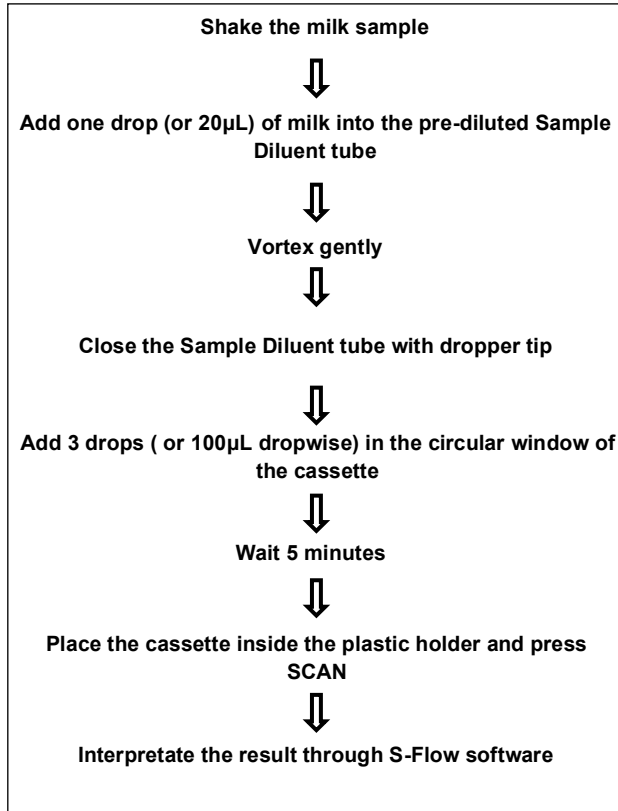 Shake the milk sample
Add one drop (or 20µL) of milk into the pre-diluted Sample
Diluent tube
Vortex gently
Close the Sample Diluent tube with dropper tip
Add 3 drops ( or 100µL dropwise) in the circular window of
the cassette
Wait 5 minutes
Place the cassette inside the plastic holder and press
SCAN
Interpretate the result through S-Flow software